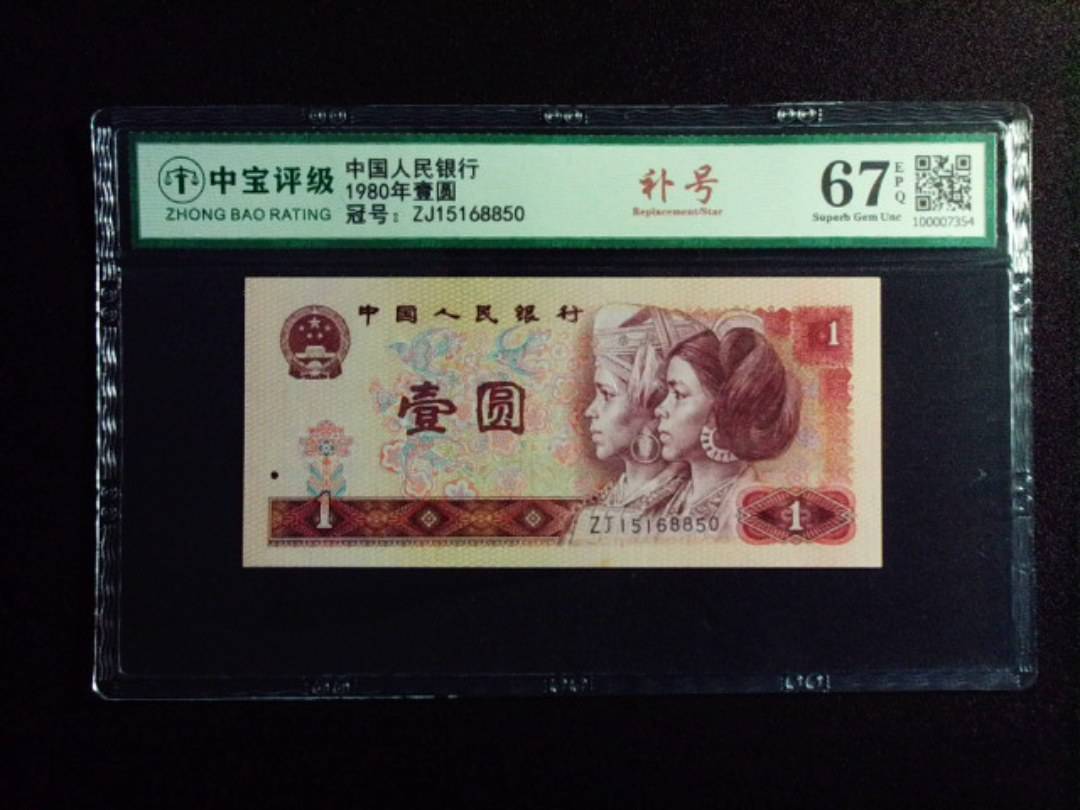 中宝评级
ZHONG BAO RATING
中国人民银行
1980年壹圆
冠号：ZJ15168850
补号
Replacement/Star
67
EPQ
Superb Gem Unc
100007354
中国人民银行
壹圆
1
1
ZJ15168850
1